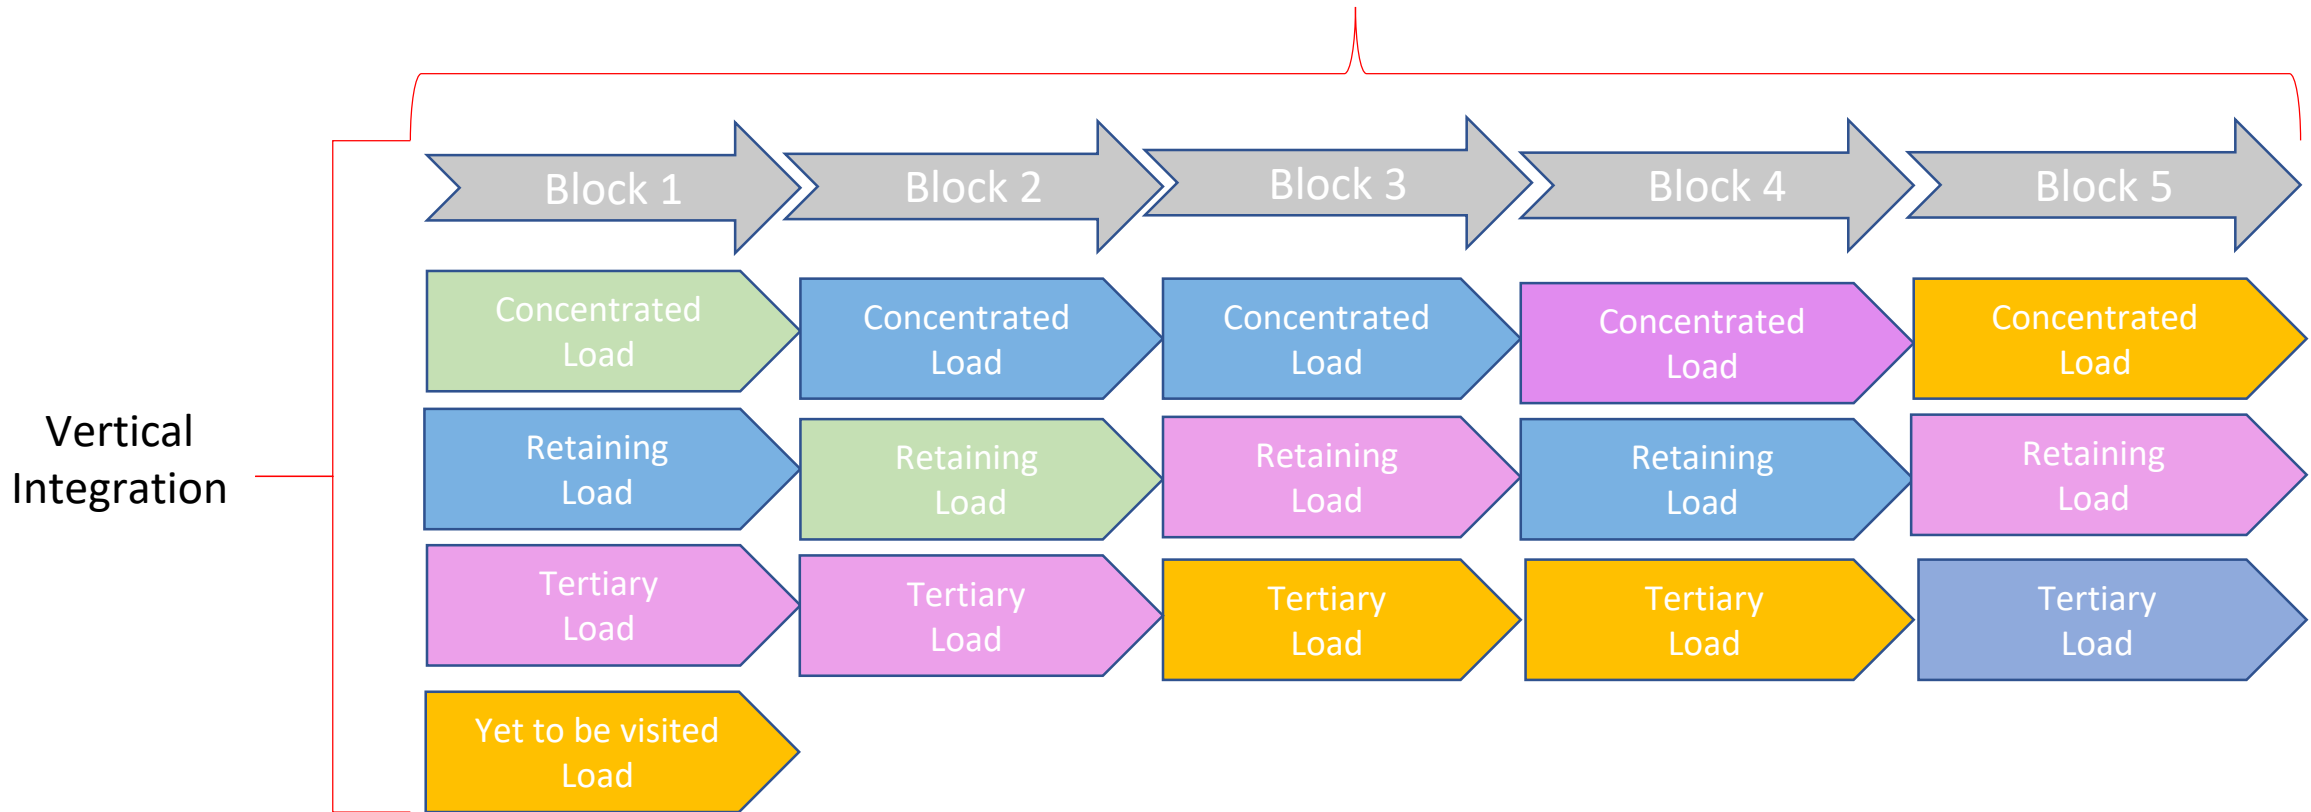 Block 1
Block 2
Block 3
Block 4
Block 5
Concentrated
Load
Concentrated
Load
Concentrated
Load
Concentrated
Load
Concentrated
Load
Vertical
Integration
Retaining
Load
Retaining
Load
Retaining
Load
Retaining
Load
Retaining
Load
Tertiary
Load
Tertiary
Load
Tertiary
Load
Tertiary
Load
Tertiary
Load
Yet to be visited
Load